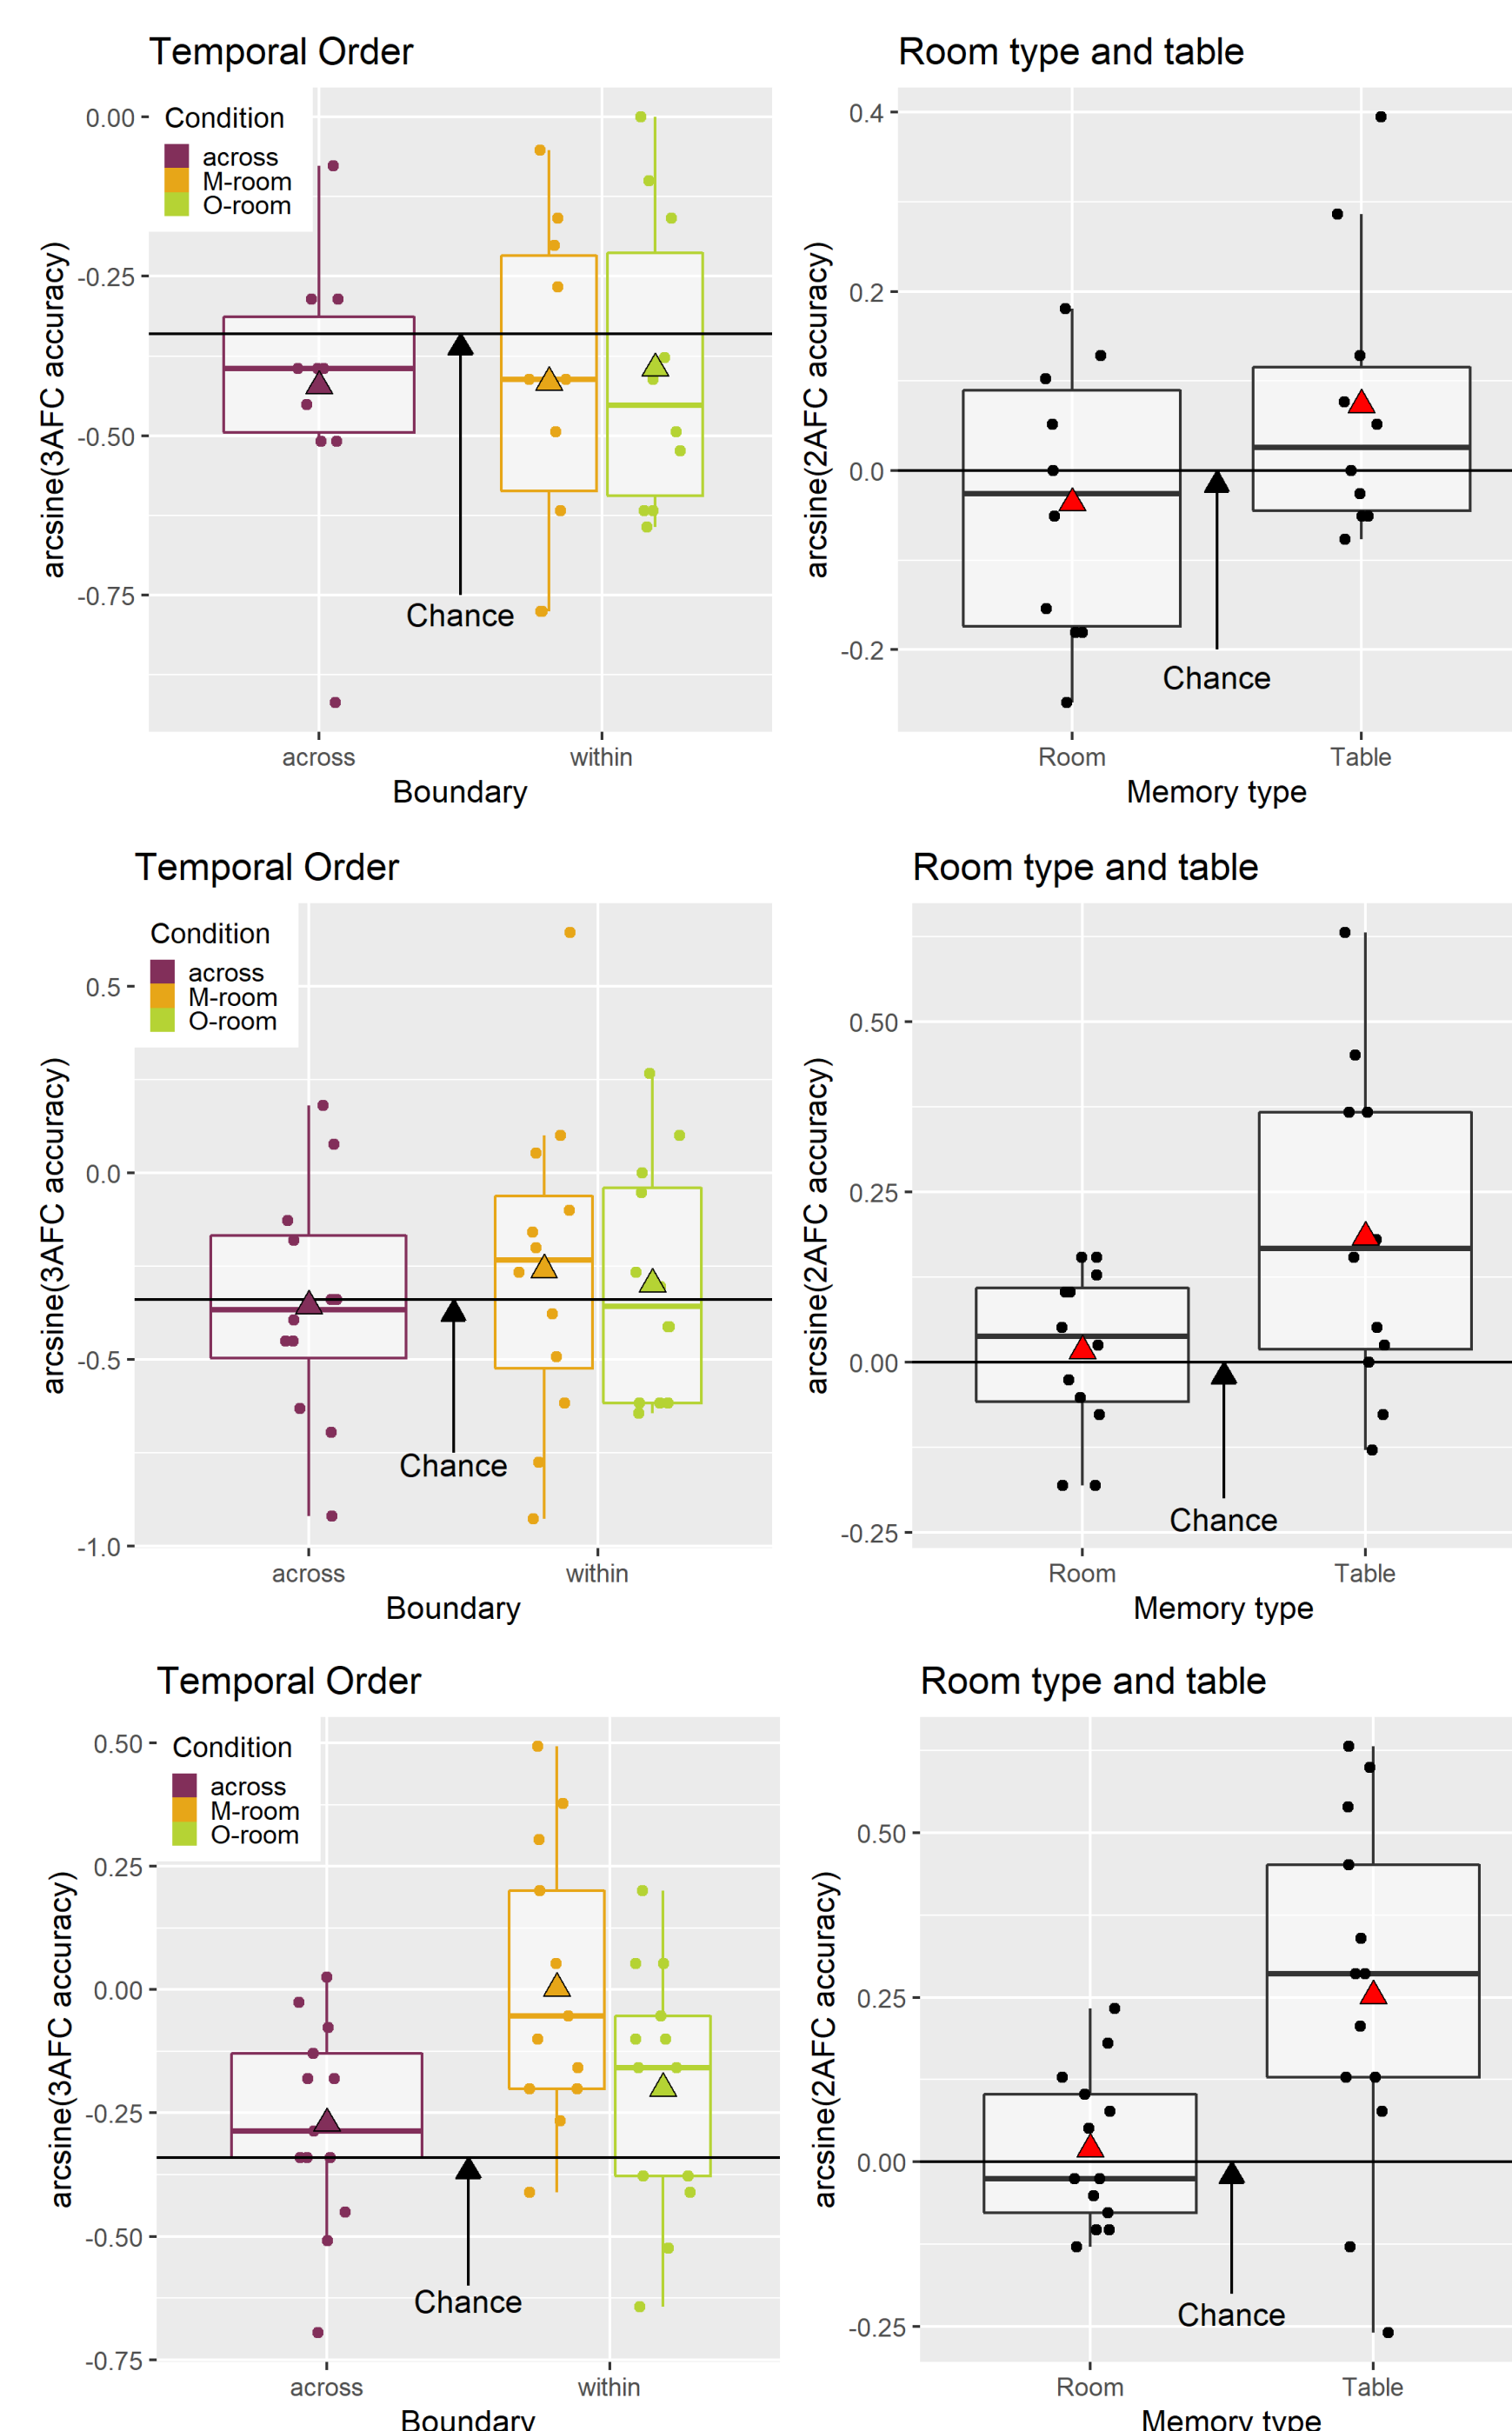 Temporal Order
Condition
across
M-room
O-room
0.00
-0.25
-0.50
-0.75
arcsine(3AFC accuracy)
Chance
across
within
Boundary
Room type and table
0.4
0.2
0.0
-0.2
arcsine(2AFC accuracy)
Chance
Room
Table
Memory type
Temporal Order
Condition
across
M-room
O-room
0.5
0.0
-0.5
-1.0
arcsine(3AFC accuracy)
Chance
across
within
Boundary
Room type and table
0.50
0.25
0.00
-0.25
arcsine(2AFC accuracy)
Chance
Room
Table
Memory type
Temporal Order
Condition
across
M-room
O-room
0.50
0.25
0.00
-0.25
-0.50
-0.75
arcsine(3AFC accuracy)
Chance
across
within
Boundary
Room type and table
0.50
0.25
0.00
-0.25
arcsine(2AFC accuracy)
Chance
Room
Table
Memory type